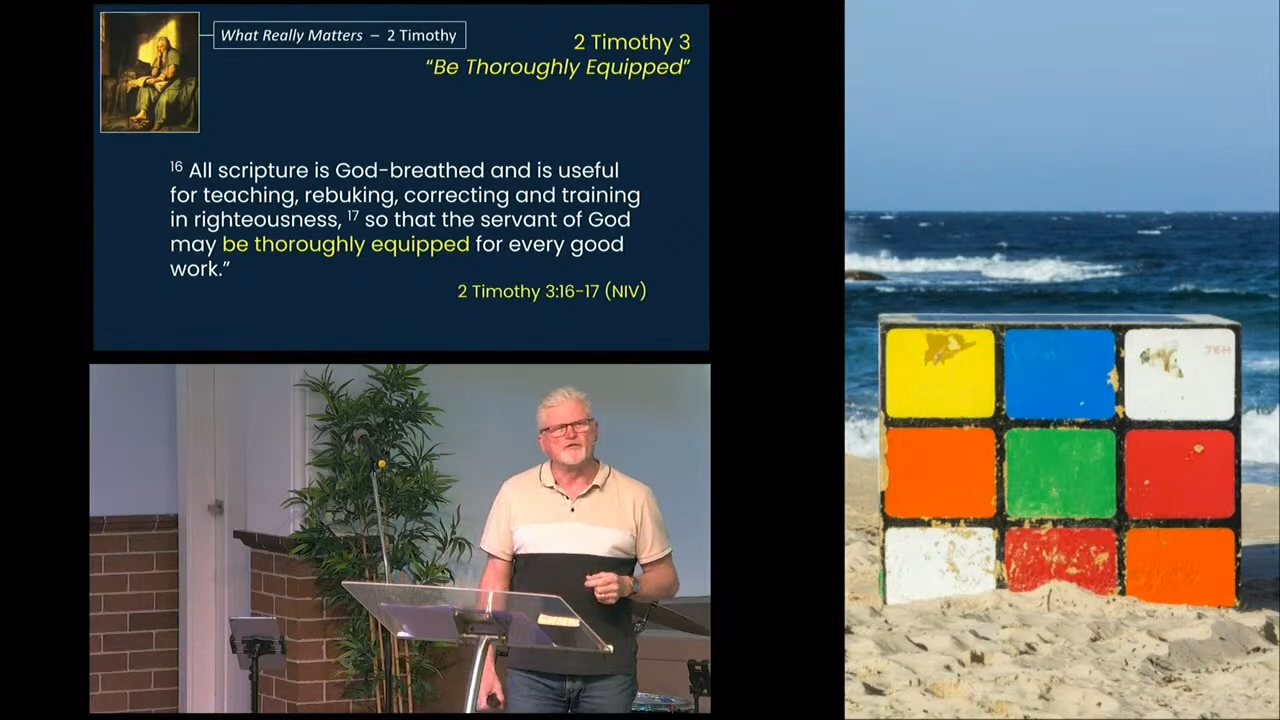 What Really Matters – 2 Timothy
2 Timothy 3
“Be Thoroughly Equipped”
16 All scripture is God-breathed and is useful
for teaching, rebuking, correcting and training
in righteousness, 17 so that the servant of God
may be thoroughly equipped for every good
work.”
2 Timothy 3:16-17 (NIV)
JEH